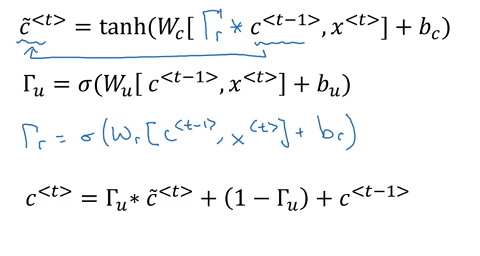 c̃^{<t>} = tanh(W_c[ Γ_r * c^{<t−1>}, x^{<t>}] + b_c)
Γ_u = σ(W_u[ c^{<t−1>}, x^{<t>}] + b_u)
Γ_r = σ(W_r[ c^{<t-1>}, x^{<t>}] + b_r)
c^{<t>} = Γ_u * c̃^{<t>} + (1 − Γ_u) + c^{<t−1>}